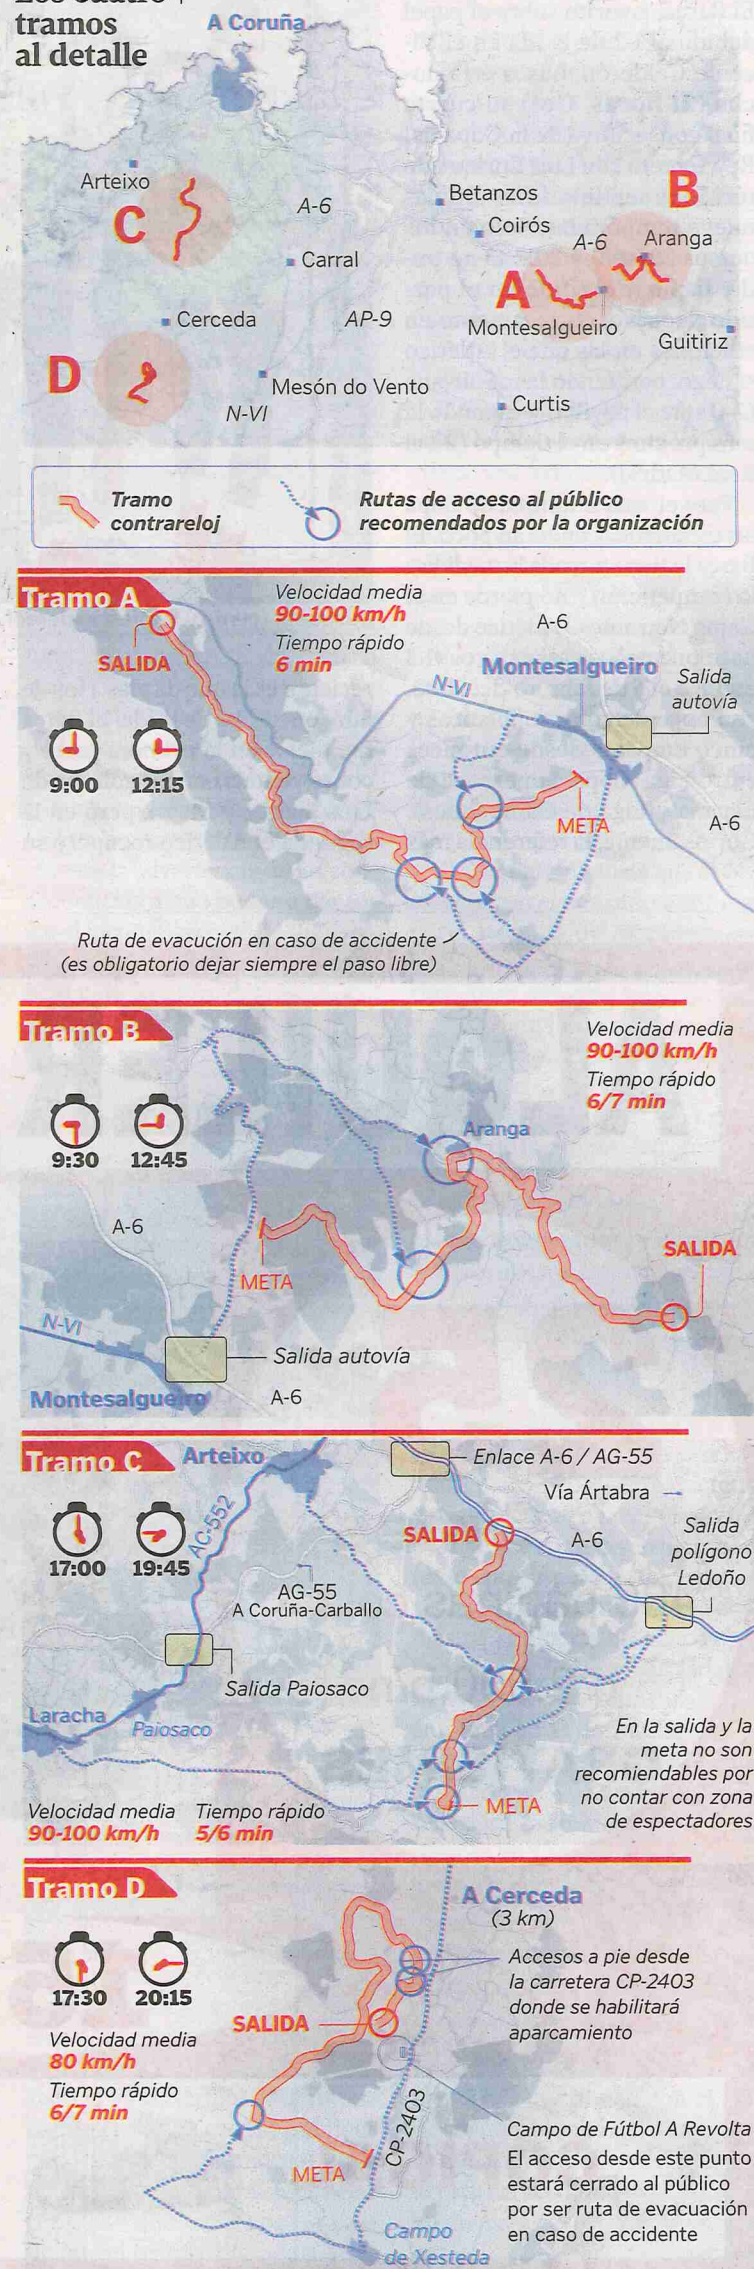 Los cuatro
tramos
al detalle
A Coruña
Arteixo
C
A-6
Carral
Cerceda
AP-9
D
Mesón do Vento
N-VI
Betanzos
Coirós
B
A-6
Aranga
A
Montesalgueiro
Guitiriz
Curtis
Tramo
contrareloj
Rutas de acceso al público
recomendados por la organización
Tramo A
Velocidad media
90-100 km/h
Tiempo rápido
6 min
SALIDA
A-6
Montesalgueiro
N-VI
Salida
autovía
9:00
12:15
META
A-6
Ruta de evacución en caso de accidente
(es obligatorio dejar siempre el paso libre)
Tramo B
Velocidad media
90-100 km/h
Tiempo rápido
6/7 min
9:30
12:45
Aranga
A-6
META
SALIDA
N-VI
Salida autovía
Montesalgueiro
A-6
Tramo C
Arteixo
Enlace A-6 / AG-55
Vía Ártabra
17:00
19:45
AC-552
SALIDA
A-6
Salida
polígono
Ledoño
AG-55
A Coruña-Carballo
Salida Paiosaco
Laracha
Paiosaco
En la salida y la
meta no son
recomiendables por
no contar con zona
de espectadores
META
Velocidad media
90-100 km/h
Tiempo rápido
5/6 min
Tramo D
A Cerceda
(3 km)
17:30
20:15
Accesos a pie desde
la carretera CP-2403
donde se habilitará
aparcamiento
SALIDA
Velocidad media
80 km/h
Tiempo rápido
6/7 min
CP-2403
META
Campo de Fútbol A Revolta
El acceso desde este punto
estará cerrado al público
por ser ruta de evacuación
en caso de accidente
Campo
de Xesteda